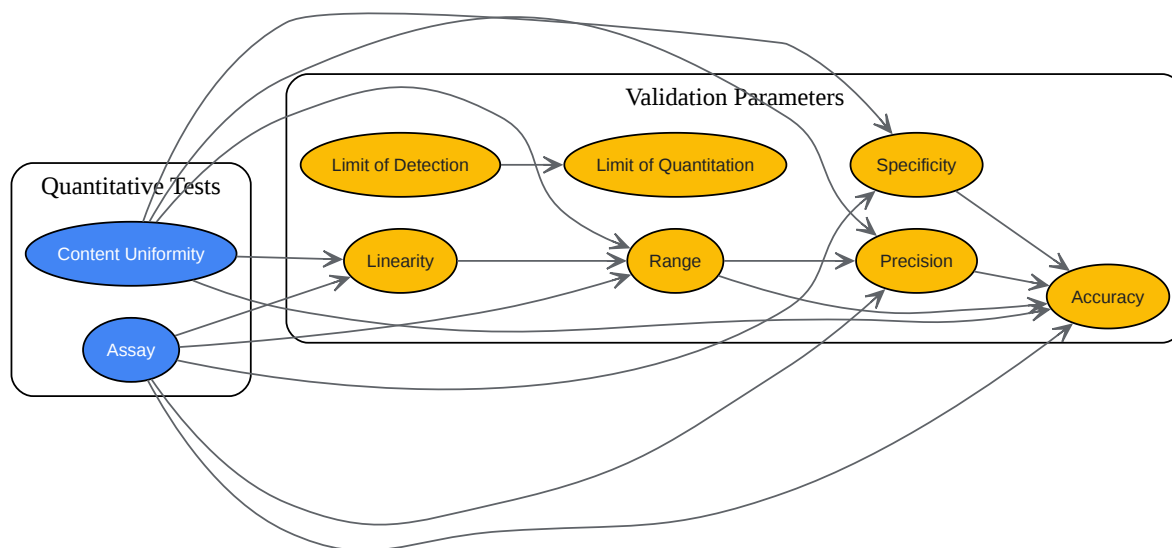 Validation Parameters
Limit of Detection
Limit of Quantitation
Specificity
Quantitative Tests
Content Uniformity
Linearity
Range
Precision
Accuracy
Assay